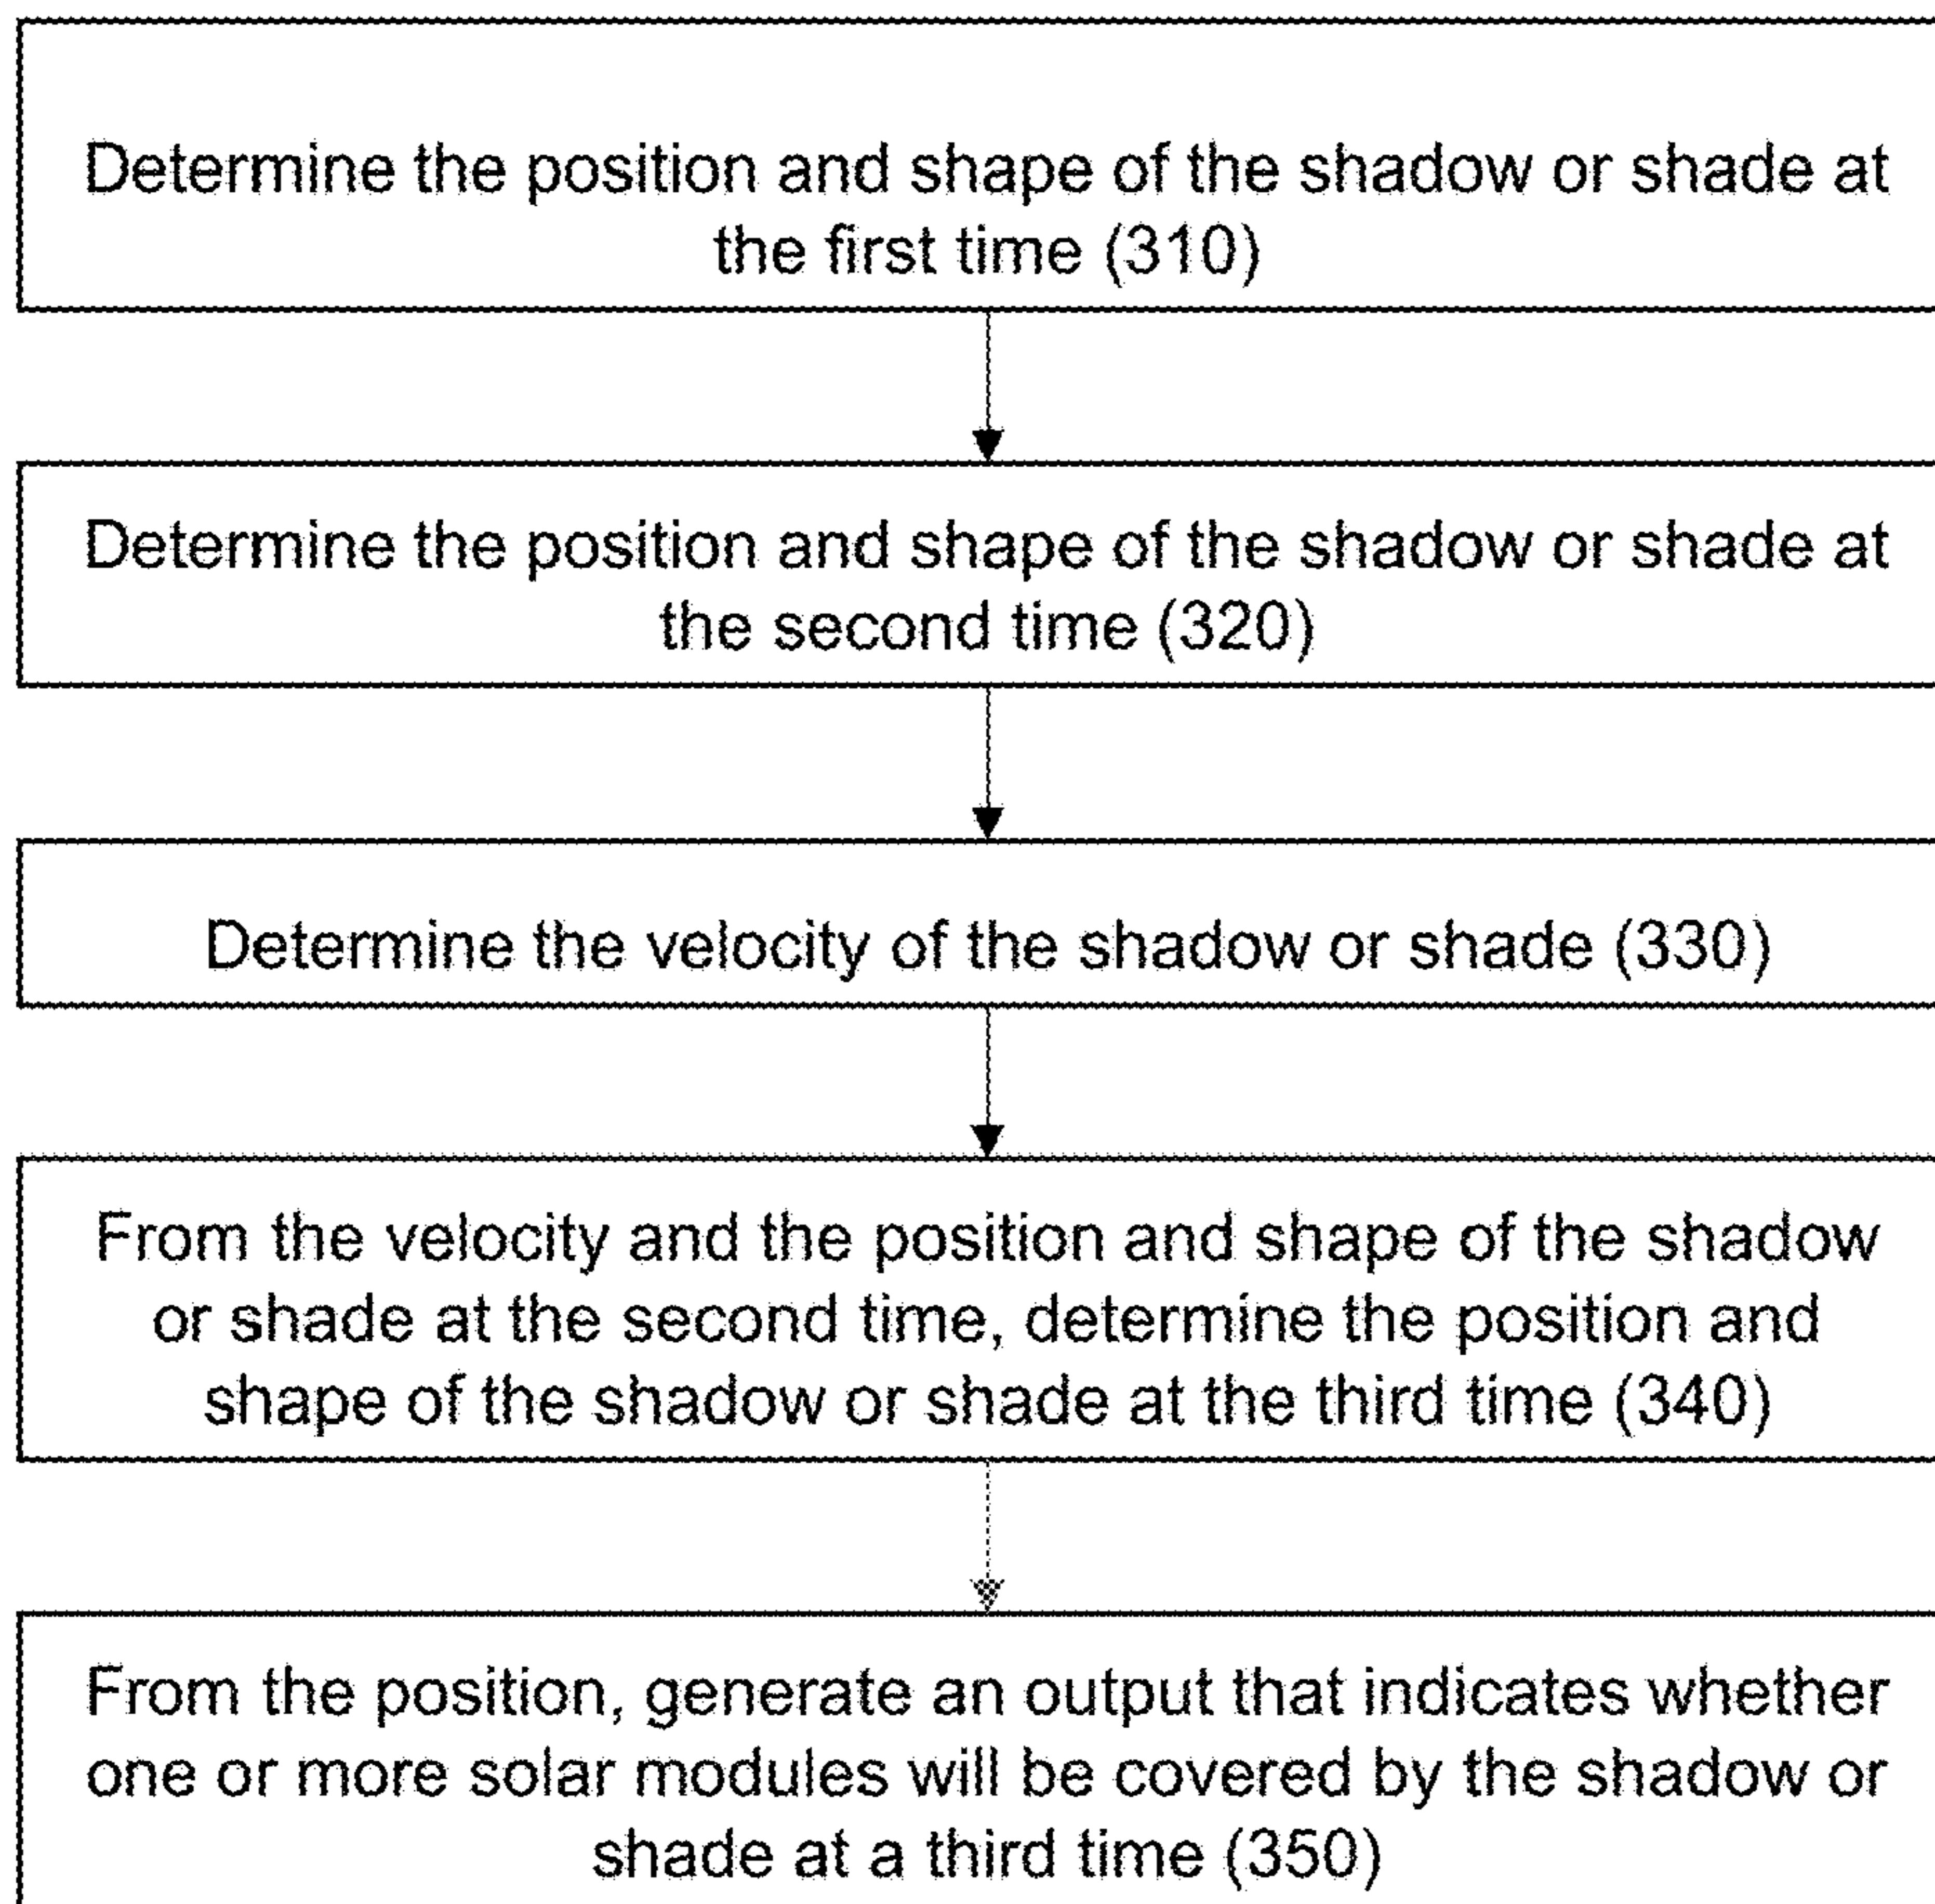 Determine the position and shape of the shadow or shade at
the first time (310)
Determine the position and shape of the shadow or shade at
the second time (320)
Determine the velocity of the shadow or shade (330)
From the velocity and the position and shape of the shadow
or shade at the second time, determine the position and
shape of the shadow or shade at the third time (340)
From the position, generate an output that indicates whether
one or more solar modules will be covered by the shadow or
shade at a third time (350)